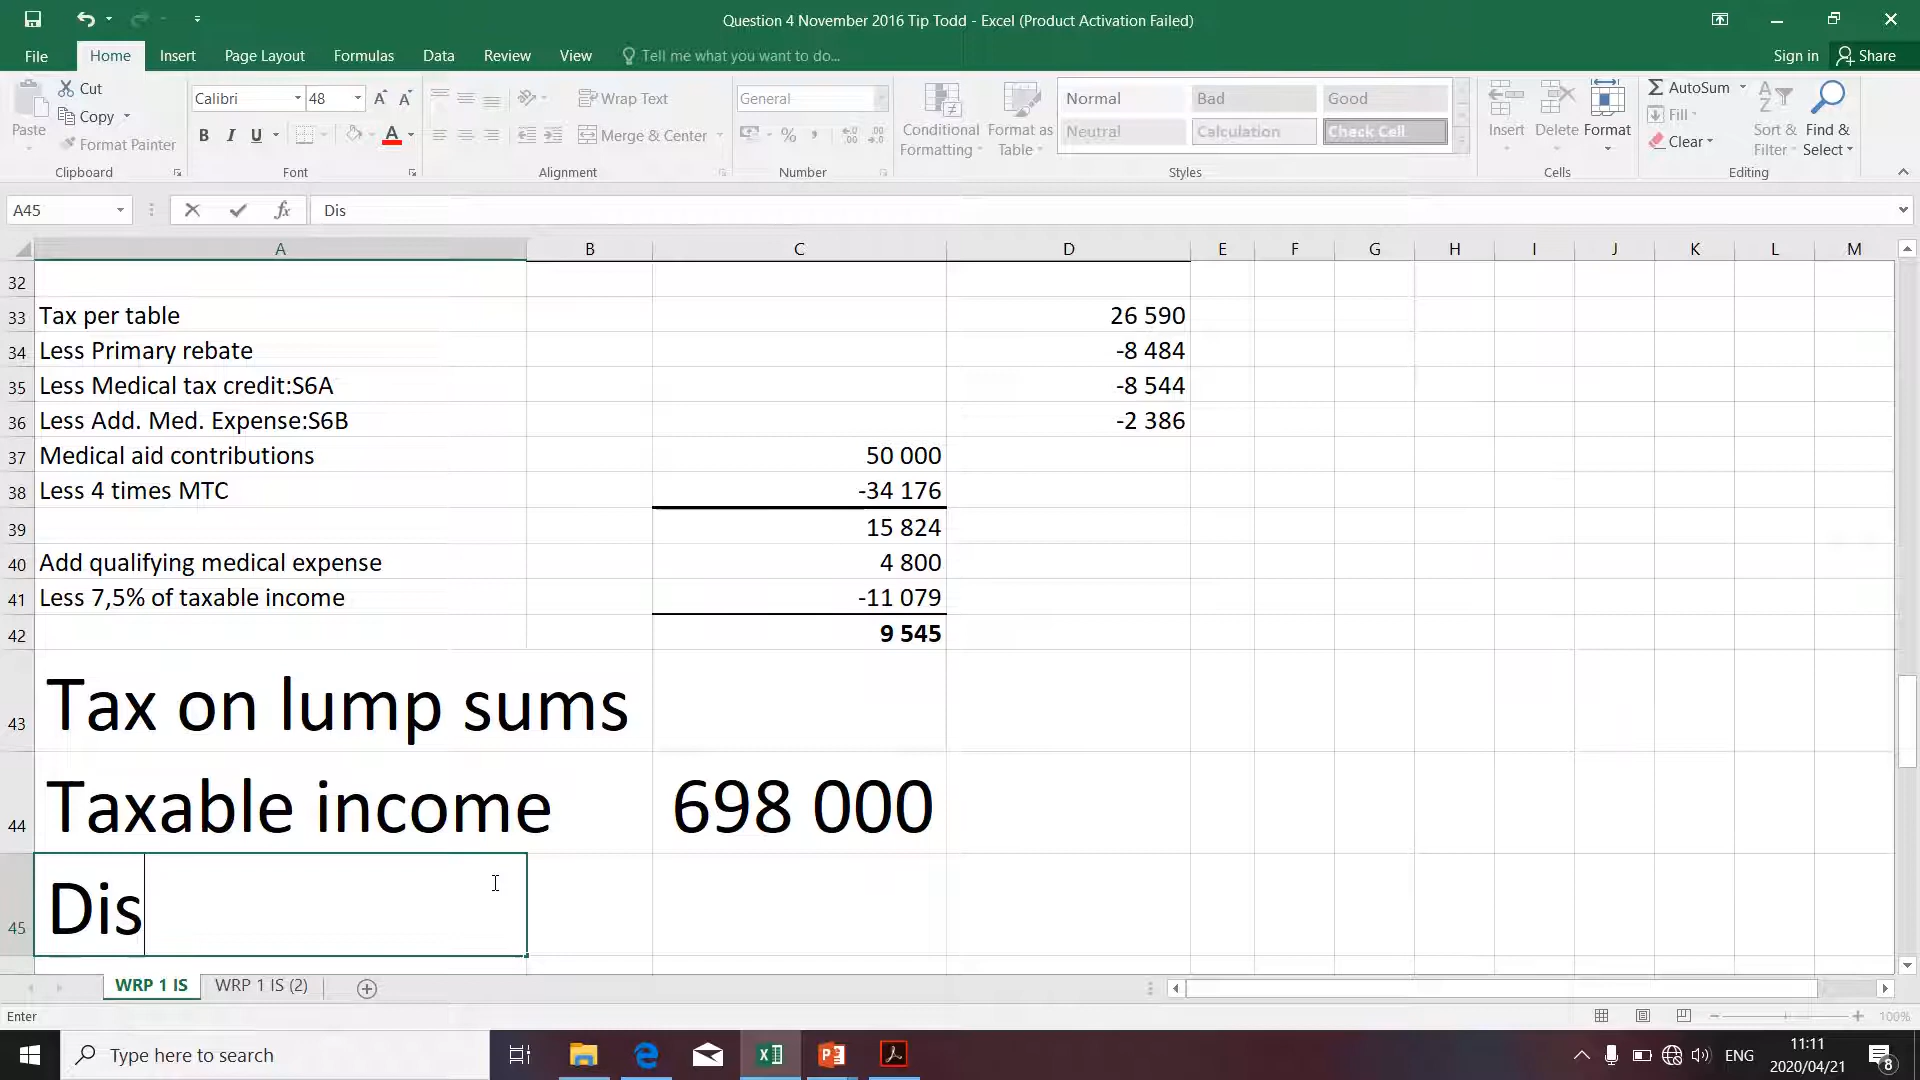 Question 4 November 2016 Tip Todd - Excel (Product Activation Failed)
File Home Insert Page Layout Formulas Data Review View Tell me what you want to do... Sign in Share
Paste Cut Copy Format Painter
Clipboard
Calibri 48
B I U A
Font
Wrap Text
Merge & Center
Alignment
General
%
Number
Conditional Formatting
Format as Table
Normal Bad Good
Neutral Calculation Check Cell
Styles
Insert Delete Format
Cells
AutoSum
Fill
Clear
Sort & Filter
Find & Select
Editing
A45 fx Dis
A B C D E F G H I J K L M
32
33 Tax per table 26 590
34 Less Primary rebate -8 484
35 Less Medical tax credit:S6A -8 544
36 Less Add. Med. Expense:S6B -2 386
37 Medical aid contributions 50 000
38 Less 4 times MTC -34 176
39 15 824
40 Add qualifying medical expense 4 800
41 Less 7,5% of taxable income -11 079
42 9 545
43 Tax on lump sums
44 Taxable income 698 000
45 Dis
WRP 1 IS WRP 1 IS (2)
Enter 100%
Type here to search
ENG
11:11
2020/04/21
8